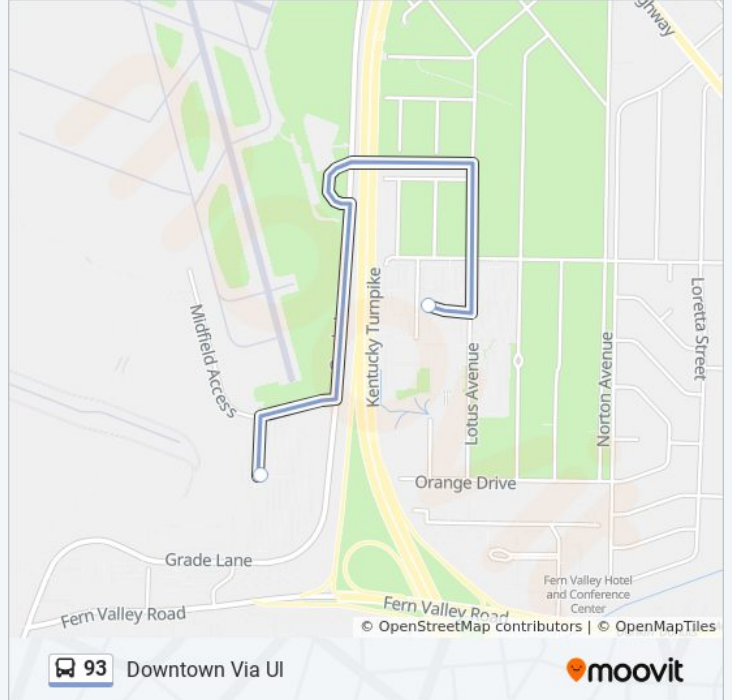 ghway
Midfield Access
Kentucky Turnpike
Loretta Street
Lotus Avenue
Norton Avenue
Orange Drive
Grade Lane
Fern Valley Hotel
and Conference
Center
Fern Valley Road
Fern Valley Road
© OpenStreetMap contributors | © OpenMapTiles
93 Downtown Via Ul
moovit